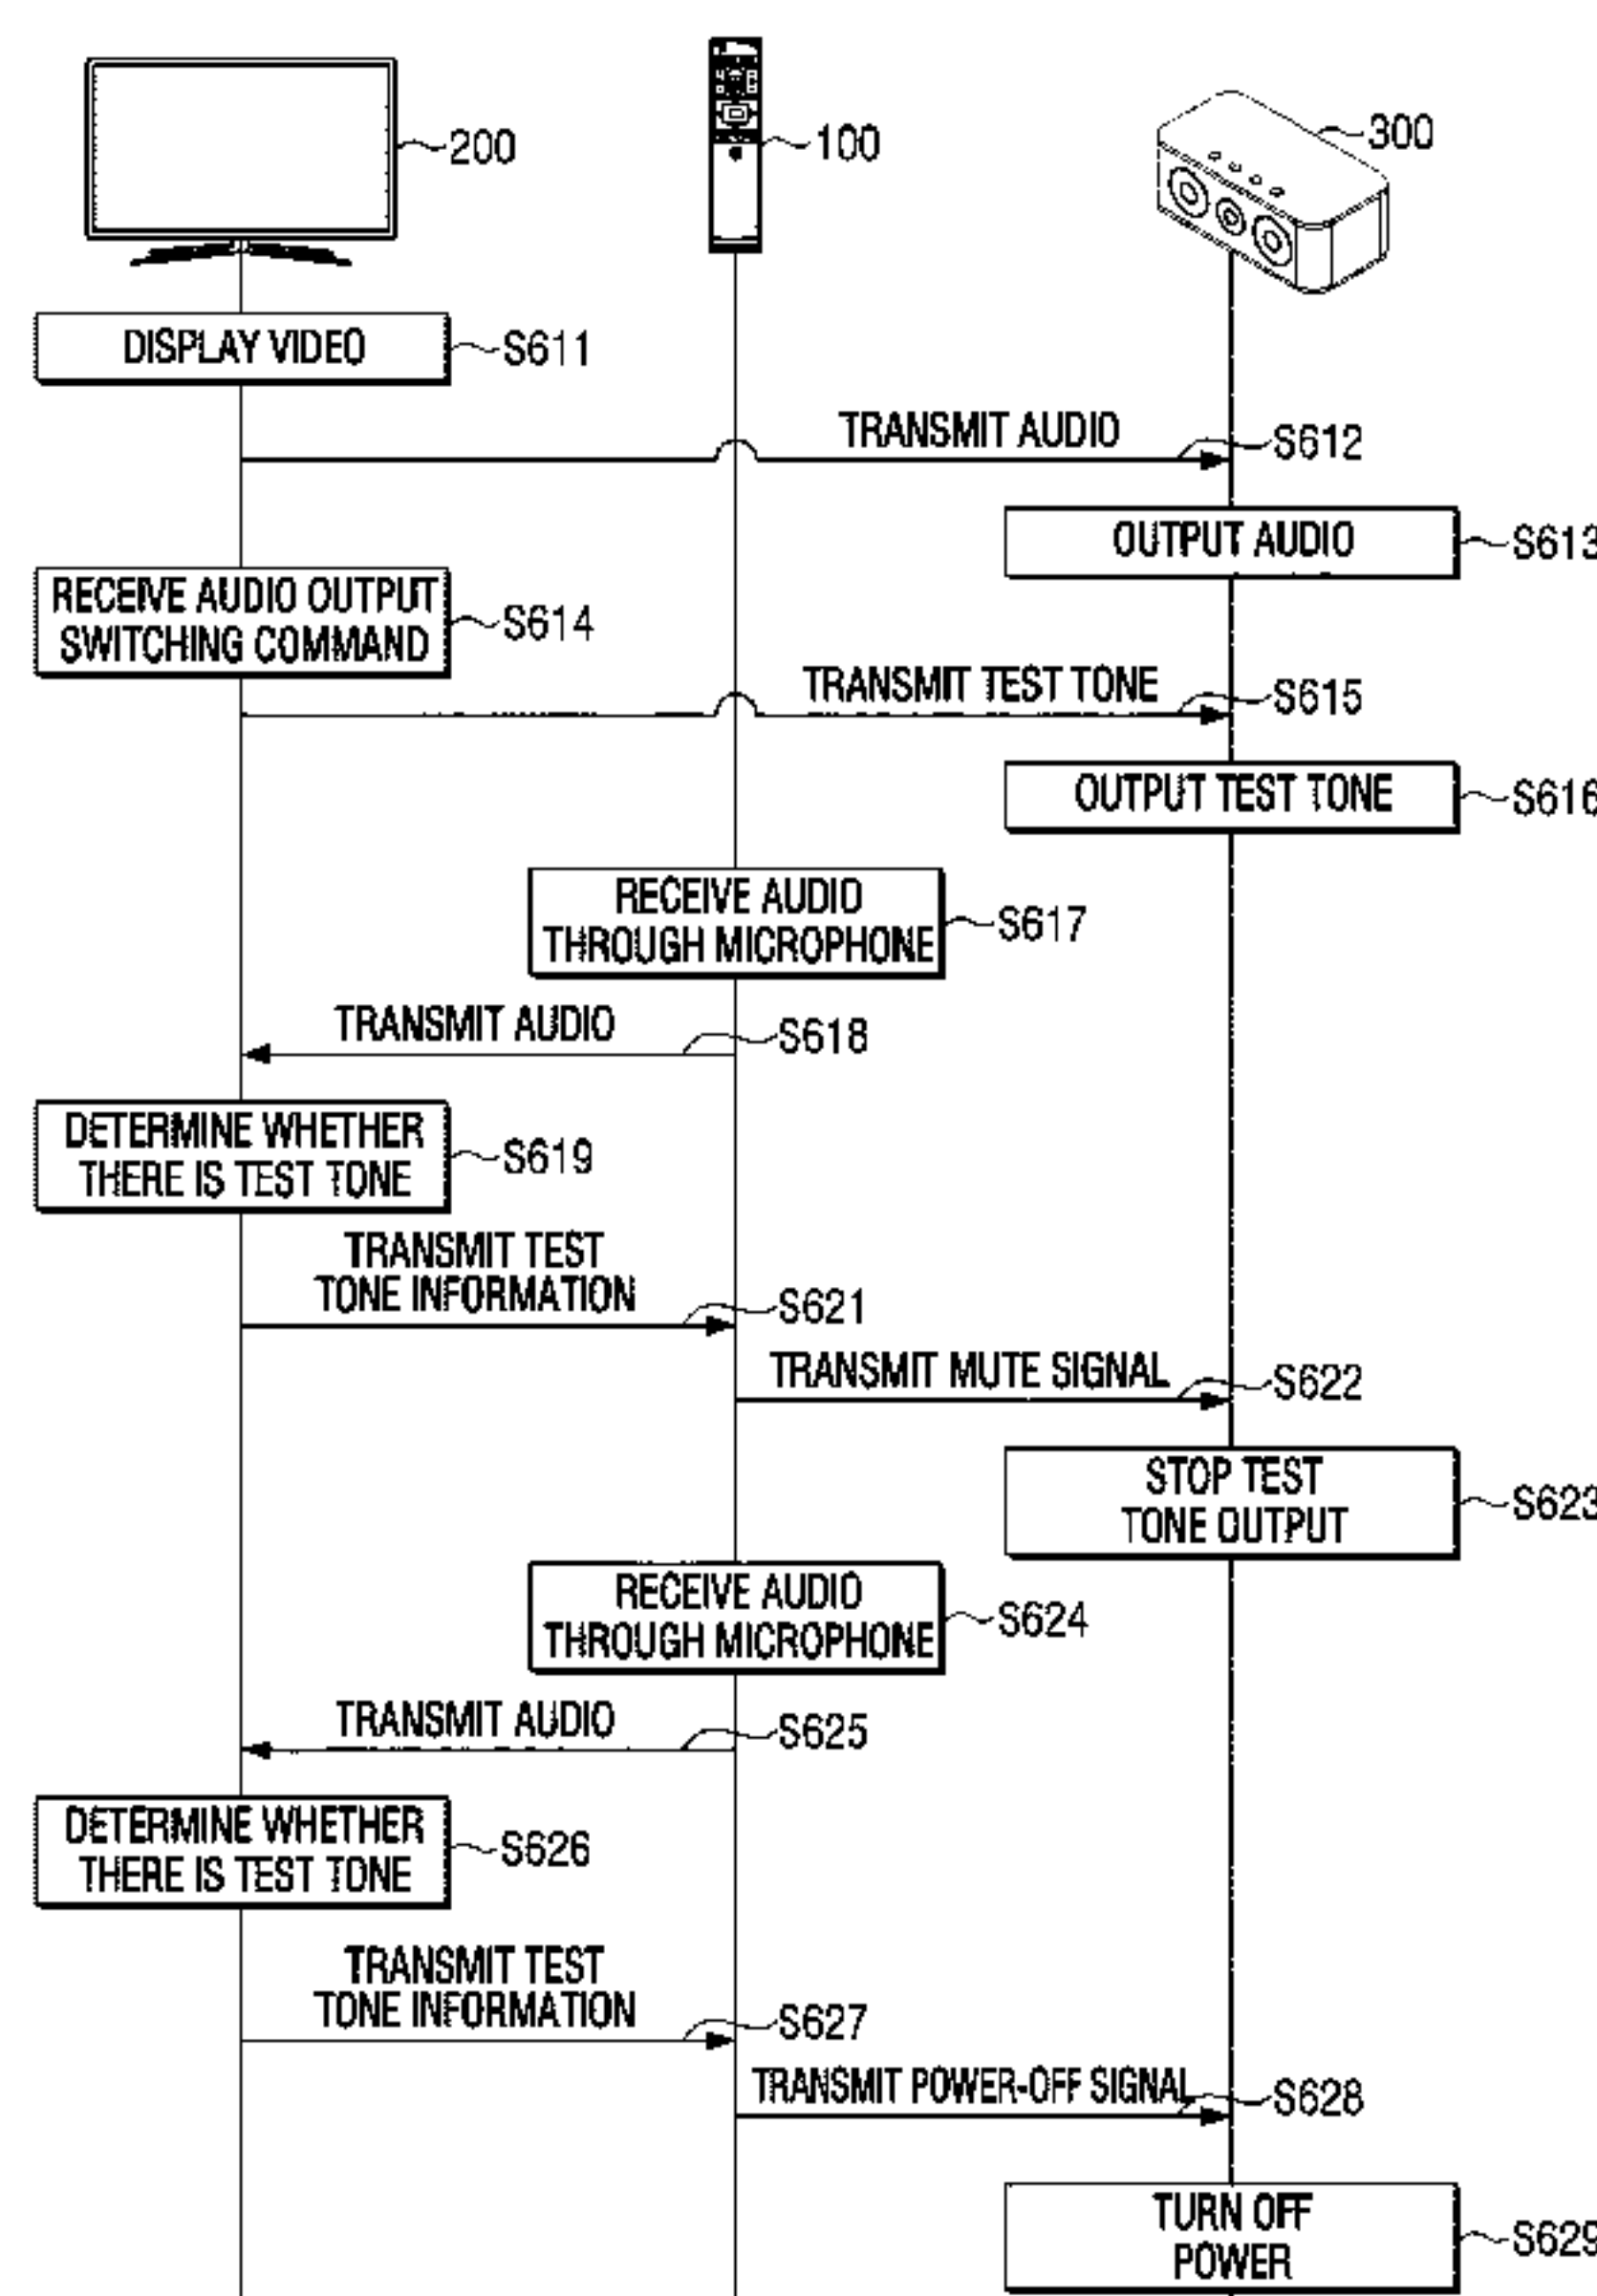 200
100
300
DISPLAY VIDEO
S611
TRANSMIT AUDIO
S612
OUTPUT AUDIO
S613
RECEIVE AUDIO OUTPUT
SWITCHING COMMAND
S614
TRANSMIT TEST TONE
S615
OUTPUT TEST TONE
S616
RECEIVE AUDIO
THROUGH MICROPHONE
S617
TRANSMIT AUDIO
S618
DETERMINE WHETHER
THERE IS TEST TONE
S619
TRANSMIT TEST
TONE INFORMATION
S621
TRANSMIT MUTE SIGNAL
S622
STOP TEST
TONE OUTPUT
S623
RECEIVE AUDIO
THROUGH MICROPHONE
S624
TRANSMIT AUDIO
S625
DETERMINE WHETHER
THERE IS TEST TONE
S626
TRANSMIT TEST
TONE INFORMATION
S627
TRANSMIT POWER-OFF SIGNAL
S628
TURN OFF
POWER
S629